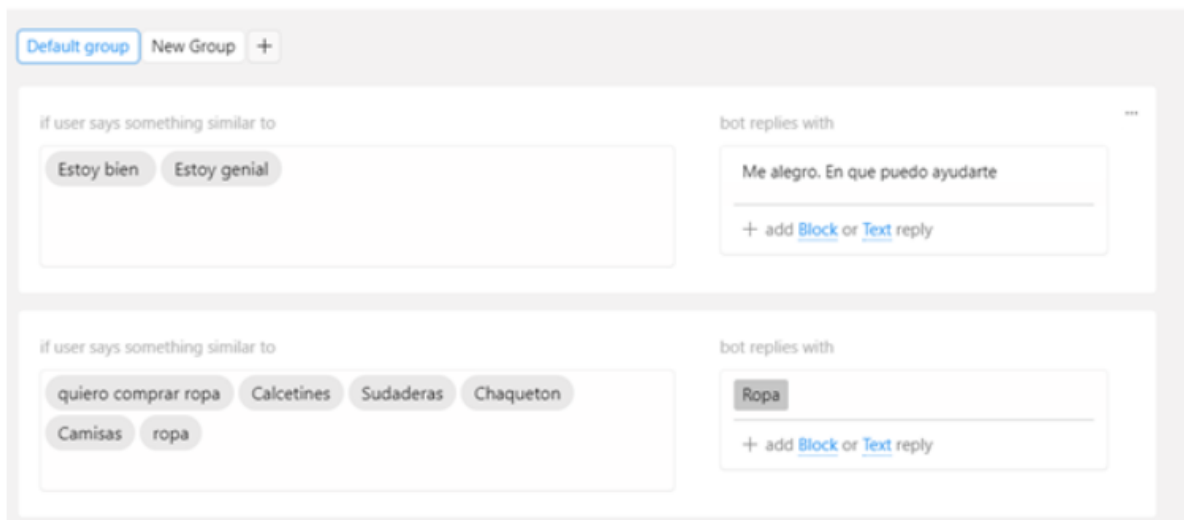 Default group New Group +
if user says something similar to bot replies with ...
Estoy bien Estoy genial Me alegro. En que puedo ayudarte
+ add Block or Text reply
if user says something similar to bot replies with
quiero comprar ropa Calcetines Sudaderas Chaqueton Ropa
Camisas ropa + add Block or Text reply